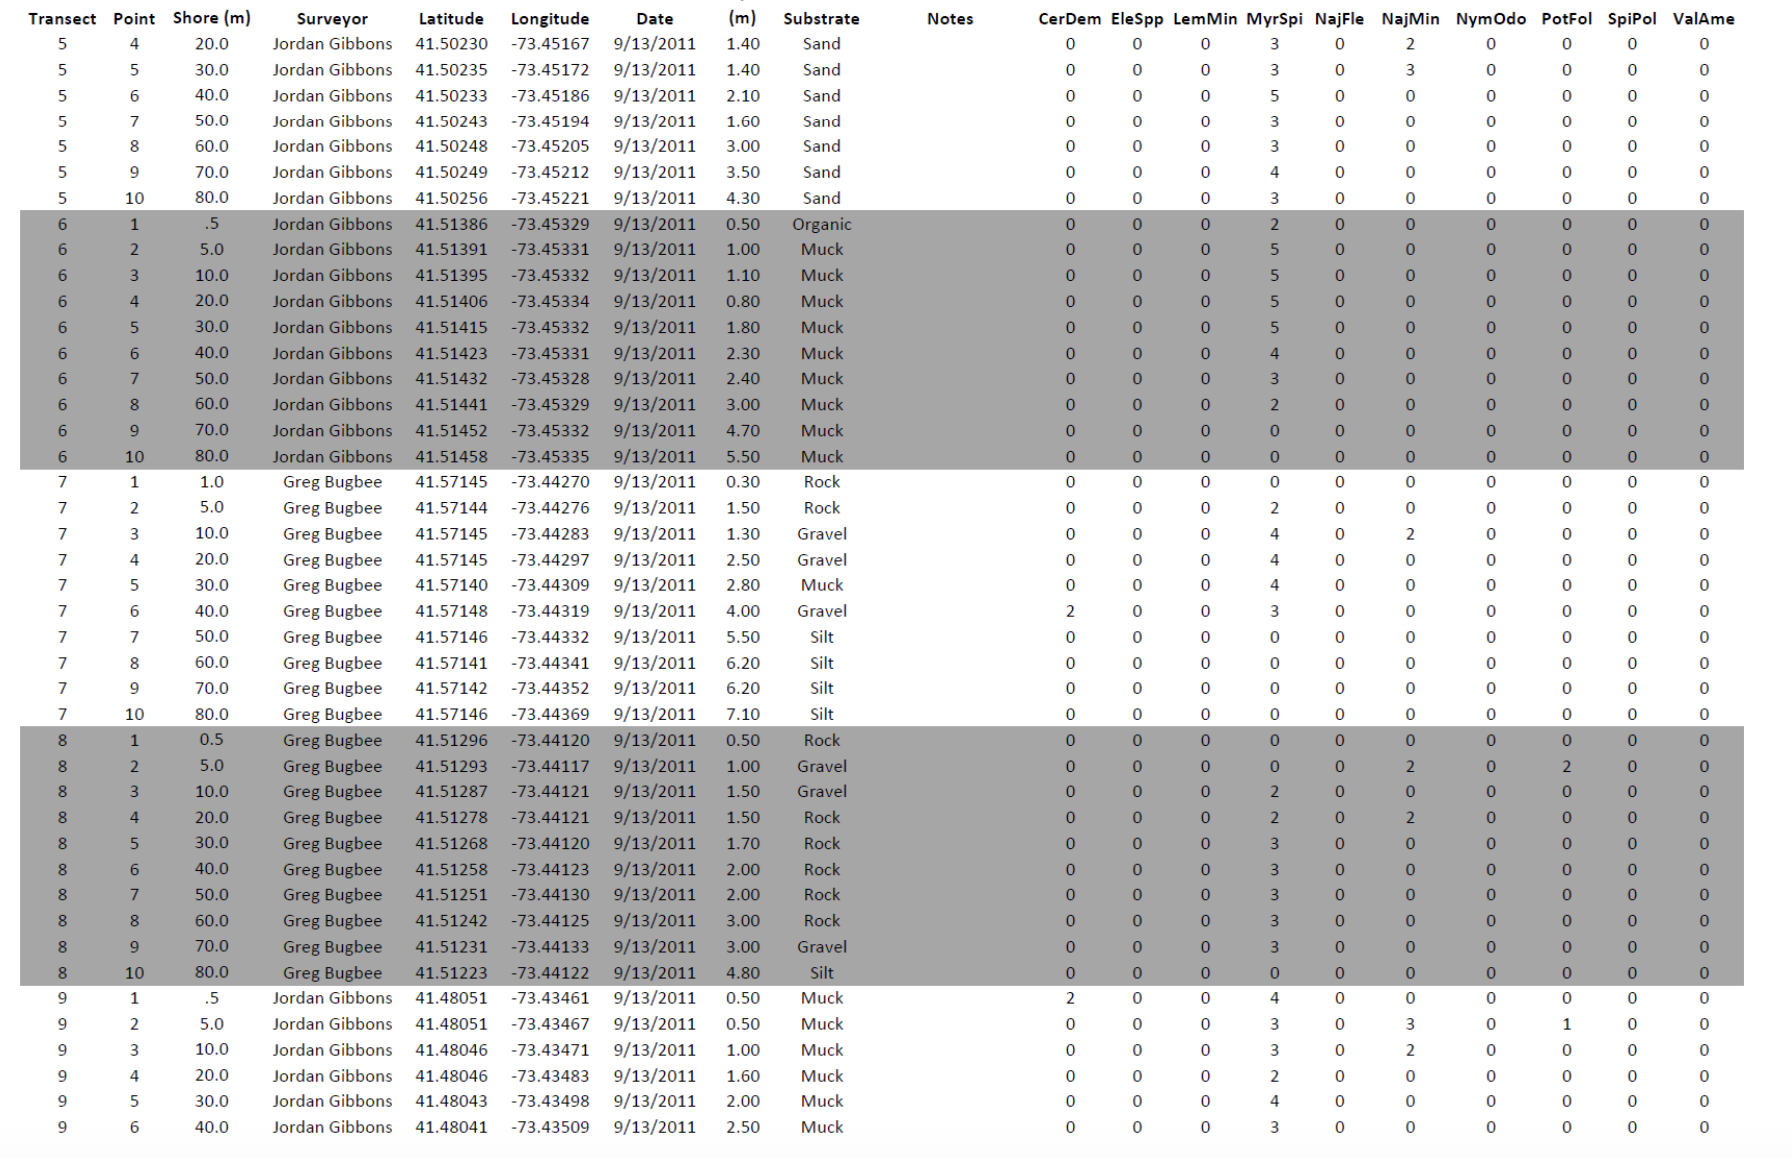 Transect Point Shore (m) Surveyor Latitude Longitude Date (m) Substrate Notes CerDem EleSpp LemMin MyrSpi NajFle NajMin NymOdo PotFol SpiPol ValAme
5 4 20.0 Jordan Gibbons 41.50230 -73.45167 9/13/2011 1.40 Sand 0 0 0 3 0 2 0 0 0 0
5 5 30.0 Jordan Gibbons 41.50235 -73.45172 9/13/2011 1.40 Sand 0 0 0 3 0 3 0 0 0 0
5 6 40.0 Jordan Gibbons 41.50233 -73.45186 9/13/2011 2.10 Sand 0 0 0 5 0 0 0 0 0 0
5 7 50.0 Jordan Gibbons 41.50243 -73.45194 9/13/2011 1.60 Sand 0 0 0 3 0 0 0 0 0 0
5 8 60.0 Jordan Gibbons 41.50248 -73.45205 9/13/2011 3.00 Sand 0 0 0 3 0 0 0 0 0 0
5 9 70.0 Jordan Gibbons 41.50249 -73.45212 9/13/2011 3.50 Sand 0 0 0 4 0 0 0 0 0 0
5 10 80.0 Jordan Gibbons 41.50256 -73.45221 9/13/2011 4.30 Sand 0 0 0 3 0 0 0 0 0 0
6 1 .5 Jordan Gibbons 41.51386 -73.45329 9/13/2011 0.50 Organic 0 0 0 2 0 0 0 0 0 0
6 2 5.0 Jordan Gibbons 41.51391 -73.45331 9/13/2011 1.00 Muck 0 0 0 5 0 0 0 0 0 0
6 3 10.0 Jordan Gibbons 41.51395 -73.45332 9/13/2011 1.10 Muck 0 0 0 5 0 0 0 0 0 0
6 4 20.0 Jordan Gibbons 41.51406 -73.45334 9/13/2011 0.80 Muck 0 0 0 5 0 0 0 0 0 0
6 5 30.0 Jordan Gibbons 41.51415 -73.45332 9/13/2011 1.80 Muck 0 0 0 5 0 0 0 0 0 0
6 6 40.0 Jordan Gibbons 41.51423 -73.45331 9/13/2011 2.30 Muck 0 0 0 4 0 0 0 0 0 0
6 7 50.0 Jordan Gibbons 41.51432 -73.45328 9/13/2011 2.40 Muck 0 0 0 3 0 0 0 0 0 0
6 8 60.0 Jordan Gibbons 41.51441 -73.45329 9/13/2011 3.00 Muck 0 0 0 2 0 0 0 0 0 0
6 9 70.0 Jordan Gibbons 41.51452 -73.45332 9/13/2011 4.70 Muck 0 0 0 0 0 0 0 0 0 0
6 10 80.0 Jordan Gibbons 41.51458 -73.45335 9/13/2011 5.50 Muck 0 0 0 0 0 0 0 0 0 0
7 1 1.0 Greg Bugbee 41.57145 -73.44270 9/13/2011 0.30 Rock 0 0 0 0 0 0 0 0 0 0
7 2 5.0 Greg Bugbee 41.57144 -73.44276 9/13/2011 1.50 Rock 0 0 0 2 0 0 0 0 0 0
7 3 10.0 Greg Bugbee 41.57145 -73.44283 9/13/2011 1.30 Gravel 0 0 0 4 0 2 0 0 0 0
7 4 20.0 Greg Bugbee 41.57145 -73.44297 9/13/2011 2.50 Gravel 0 0 0 4 0 0 0 0 0 0
7 5 30.0 Greg Bugbee 41.57140 -73.44309 9/13/2011 2.80 Muck 0 0 0 4 0 0 0 0 0 0
7 6 40.0 Greg Bugbee 41.57148 -73.44319 9/13/2011 4.00 Gravel 2 0 0 3 0 0 0 0 0 0
7 7 50.0 Greg Bugbee 41.57146 -73.44332 9/13/2011 5.50 Silt 0 0 0 0 0 0 0 0 0 0
7 8 60.0 Greg Bugbee 41.57141 -73.44341 9/13/2011 6.20 Silt 0 0 0 0 0 0 0 0 0 0
7 9 70.0 Greg Bugbee 41.57142 -73.44352 9/13/2011 6.20 Silt 0 0 0 0 0 0 0 0 0 0
7 10 80.0 Greg Bugbee 41.57146 -73.44369 9/13/2011 7.10 Silt 0 0 0 0 0 0 0 0 0 0
8 1 0.5 Greg Bugbee 41.51296 -73.44120 9/13/2011 0.50 Rock 0 0 0 0 0 0 0 0 0 0
8 2 5.0 Greg Bugbee 41.51293 -73.44117 9/13/2011 1.00 Gravel 0 0 0 0 0 2 0 2 0 0
8 3 10.0 Greg Bugbee 41.51287 -73.44121 9/13/2011 1.50 Gravel 0 0 0 2 0 0 0 0 0 0
8 4 20.0 Greg Bugbee 41.51278 -73.44121 9/13/2011 1.50 Rock 0 0 0 2 0 2 0 0 0 0
8 5 30.0 Greg Bugbee 41.51268 -73.44120 9/13/2011 1.70 Rock 0 0 0 3 0 0 0 0 0 0
8 6 40.0 Greg Bugbee 41.51258 -73.44123 9/13/2011 2.00 Rock 0 0 0 3 0 0 0 0 0 0
8 7 50.0 Greg Bugbee 41.51251 -73.44130 9/13/2011 2.00 Rock 0 0 0 3 0 0 0 0 0 0
8 8 60.0 Greg Bugbee 41.51242 -73.44125 9/13/2011 3.00 Rock 0 0 0 3 0 0 0 0 0 0
8 9 70.0 Greg Bugbee 41.51231 -73.44133 9/13/2011 3.00 Gravel 0 0 0 3 0 0 0 0 0 0
8 10 80.0 Greg Bugbee 41.51223 -73.44122 9/13/2011 4.80 Silt 0 0 0 0 0 0 0 0 0 0
9 1 .5 Jordan Gibbons 41.48051 -73.43461 9/13/2011 0.50 Muck 2 0 0 4 0 0 0 0 0 0
9 2 5.0 Jordan Gibbons 41.48051 -73.43467 9/13/2011 0.50 Muck 0 0 0 3 0 3 0 1 0 0
9 3 10.0 Jordan Gibbons 41.48046 -73.43471 9/13/2011 1.00 Muck 0 0 0 3 0 2 0 0 0 0
9 4 20.0 Jordan Gibbons 41.48046 -73.43483 9/13/2011 1.60 Muck 0 0 0 2 0 0 0 0 0 0
9 5 30.0 Jordan Gibbons 41.48043 -73.43498 9/13/2011 2.00 Muck 0 0 0 4 0 0 0 0 0 0
9 6 40.0 Jordan Gibbons 41.48041 -73.43509 9/13/2011 2.50 Muck 0 0 0 3 0 0 0 0 0 0